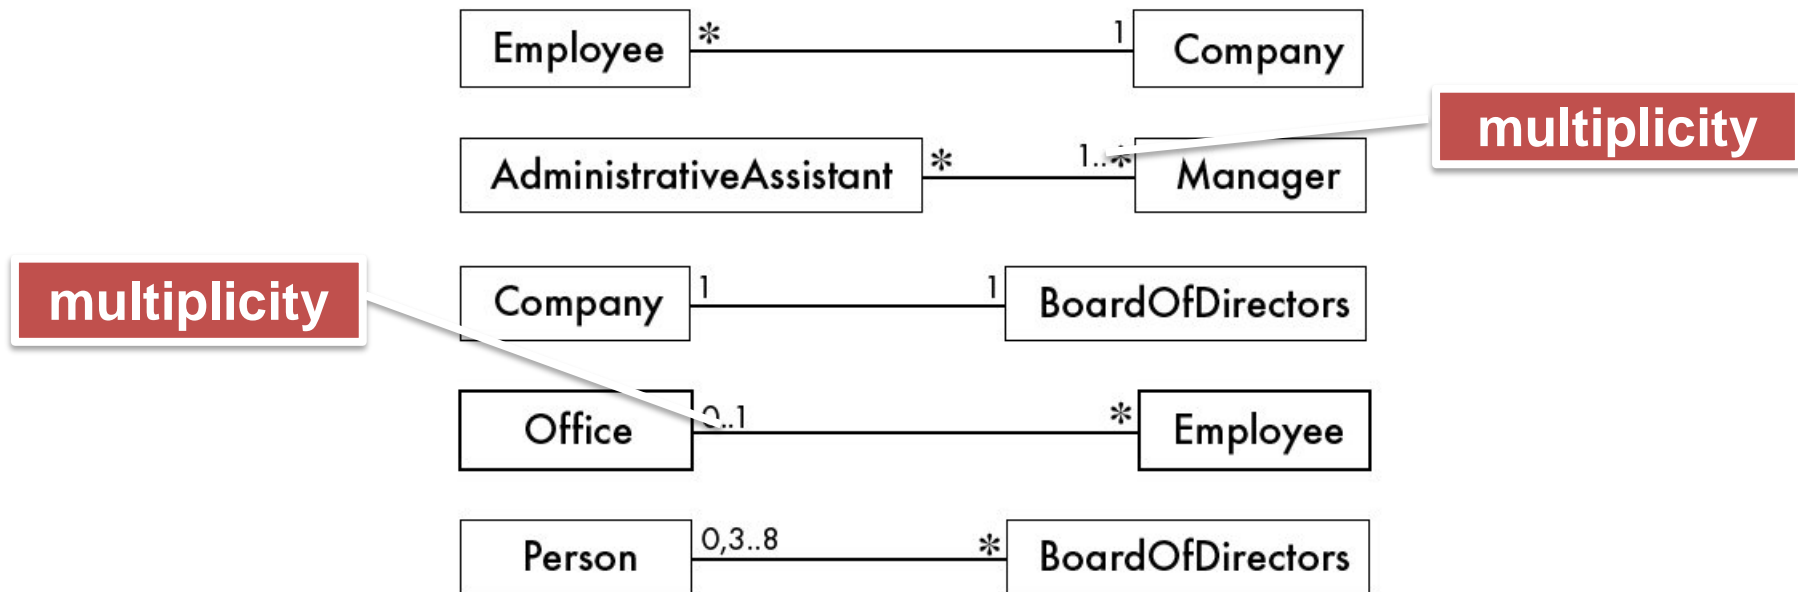 Employee * 1 Company
multiplicity
AdministrativeAssistant * 1..* Manager
Company 1 1 BoardOfDirectors
multiplicity
Office 0..1 * Employee
Person 0,3..8 * BoardOfDirectors